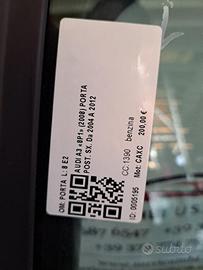 OM: PORTA L: 8 E2
AUDI A3 «8P1» (2008) PORTA
POST. SX. Da 2004 A 2012
CC: 1390 benzina
Mot: CAXC 200,00 €
ID: 0005195
subito